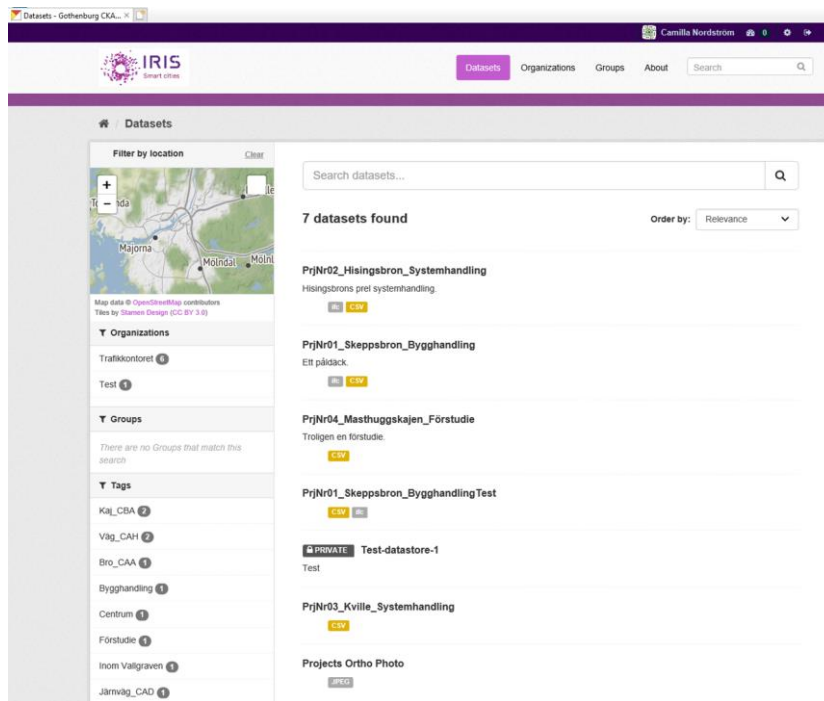 Datasets - Gothenburg CKA...
Camilla Nordström 0
IRIS
Smart cities
Datasets Organizations Groups About Search
/ Datasets
Filter by location Clear
+
−
Majorna
Mölndal
Map data © OpenStreetMap contributors
Tiles by Stamen Design (CC BY 3.0)
Organizations
Trafikkontoret 6
Test 1
Groups
There are no Groups that match this
search
Tags
Kaj_CBA 2
Väg_CAH 2
Bro_CAA 1
Bygghandling 1
Centrum 1
Förstudie 1
Inom Vallgraven 1
Järnväg_CAD 1
Search datasets...
7 datasets found Order by: Relevance
PrjNr02_Hisingsbron_Systemhandling
Hisingsbrons prel systemhandling.
ifc CSV
PrjNr01_Skeppsbron_Bygghandling
Ett påldäck.
ifc CSV
PrjNr04_Masthuggskajen_Förstudie
Troligen en förstudie.
CSV
PrjNr01_Skeppsbron_BygghandlingTest
CSV ifc
PRIVATE Test-datastore-1
Test
PrjNr03_Kville_Systemhandling
CSV
Projects Ortho Photo
JPEG